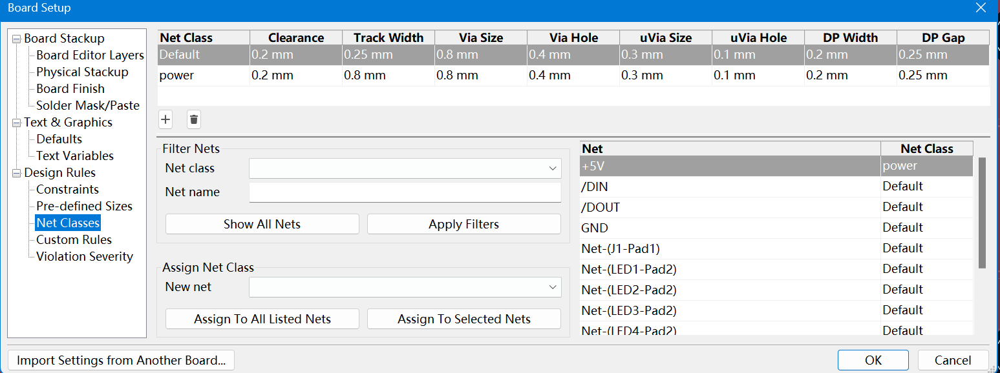 Board Setup
Board Stackup
Board Editor Layers
Physical Stackup
Board Finish
Solder Mask/Paste
Text & Graphics
Defaults
Text Variables
Design Rules
Constraints
Pre-defined Sizes
Net Classes
Custom Rules
Violation Severity
Net Class Clearance Track Width Via Size Via Hole uVia Size uVia Hole DP Width DP Gap
Default 0.2 mm 0.25 mm 0.8 mm 0.4 mm 0.3 mm 0.1 mm 0.2 mm 0.25 mm
power 0.2 mm 0.8 mm 0.8 mm 0.4 mm 0.3 mm 0.1 mm 0.2 mm 0.25 mm
Filter Nets
Net class
Net name
Show All Nets Apply Filters
Assign Net Class
New net
Assign To All Listed Nets Assign To Selected Nets
Net Net Class
+5V power
/DIN Default
/DOUT Default
GND Default
Net-(J1-Pad1) Default
Net-(LED1-Pad2) Default
Net-(LED2-Pad2) Default
Net-(LED3-Pad2) Default
Net-(LED4-Pad2) Default
Import Settings from Another Board...
OK Cancel